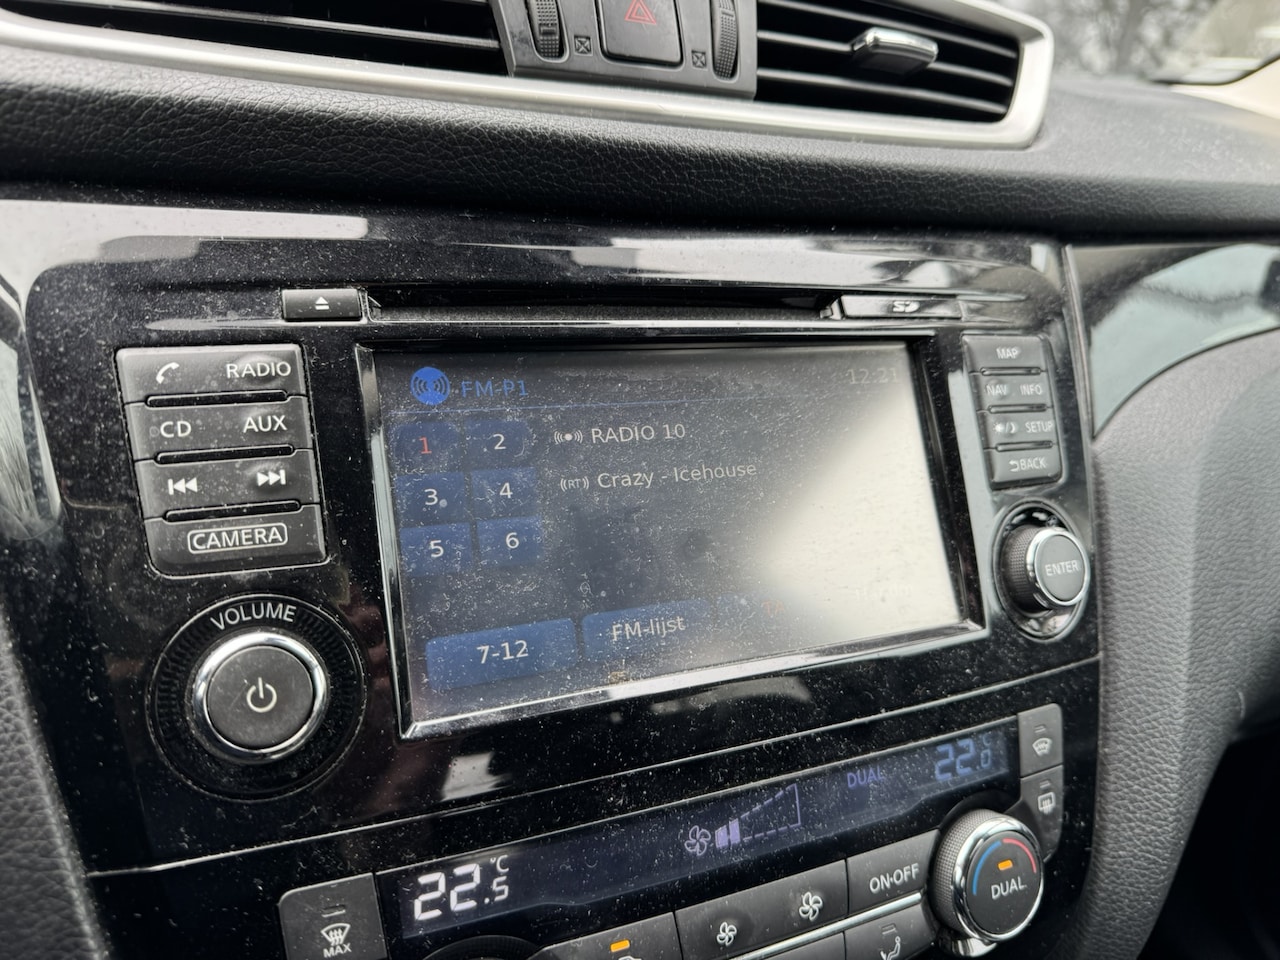 SD
RADIO
CD AUX
CAMERA
VOLUME
FM-P1 12:21
1 2 RADIO 10
3 4 (RT) Crazy - Icehouse
5 6
7-12 FM-lijst
MAP
NAV INFO
SETUP
BACK
ENTER
DUAL 22.0
22.5 °C
ON·OFF
DUAL
MAX